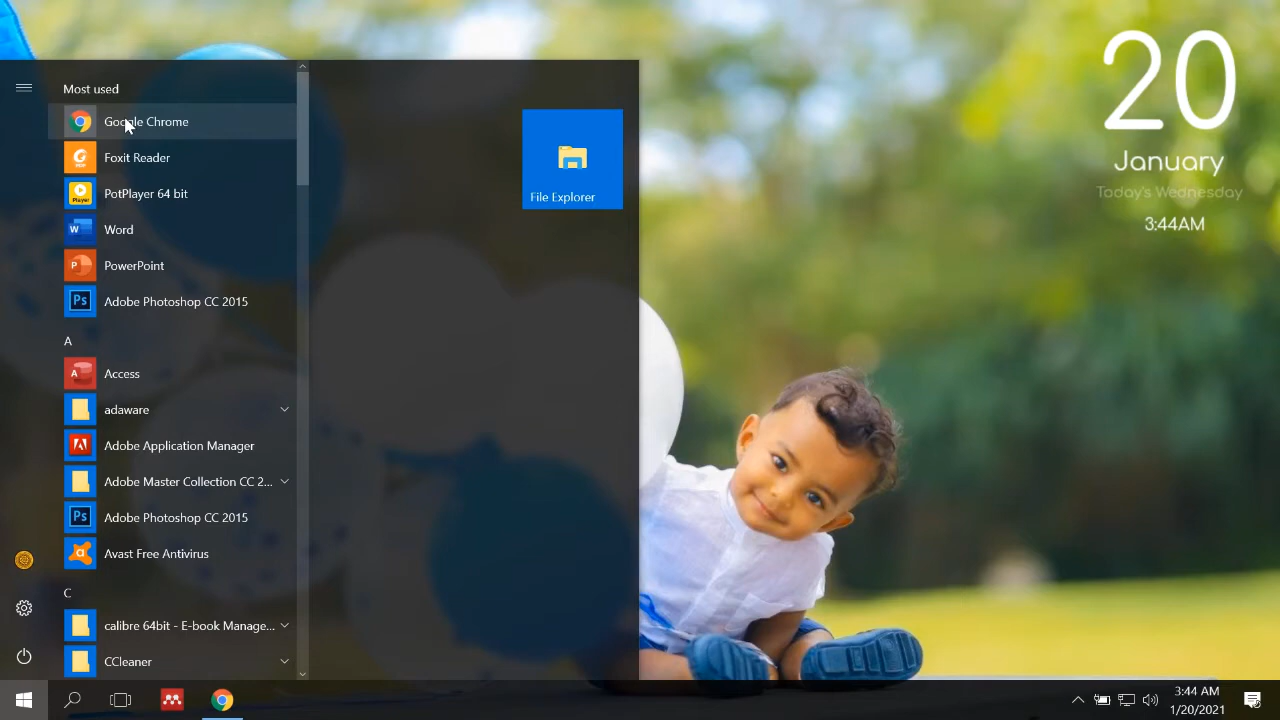 Most used
Google Chrome
Foxit Reader
PotPlayer 64 bit
Word
PowerPoint
Adobe Photoshop CC 2015
A
Access
adaware
Adobe Application Manager
Adobe Master Collection CC 2...
Adobe Photoshop CC 2015
Avast Free Antivirus
C
calibre 64bit - E-book Manage...
CCleaner
File Explorer
20
January
Today's Wednesday
3:44AM
3:44 AM
1/20/2021